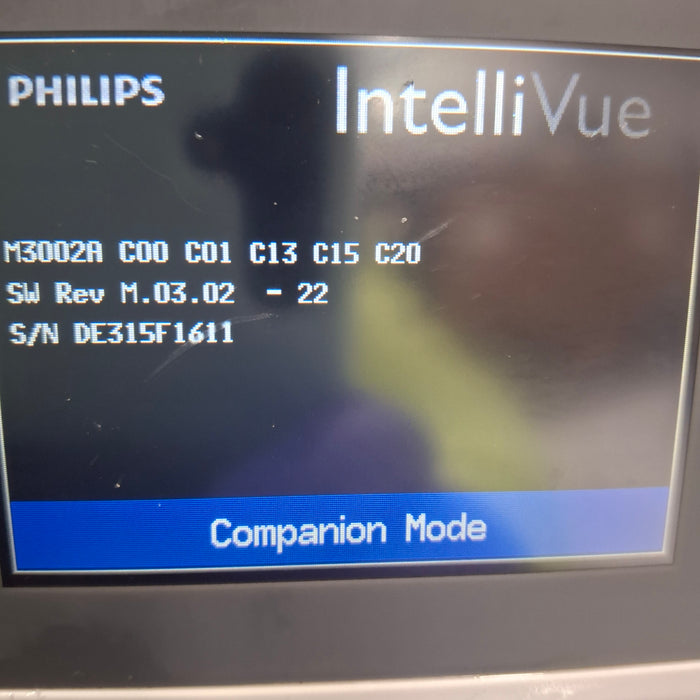 PHILIPS
IntelliVue
M3002A C00 C01 C13 C15 C20
SW Rev M.03.02 - 22
S/N DE315F1611
Companion Mode